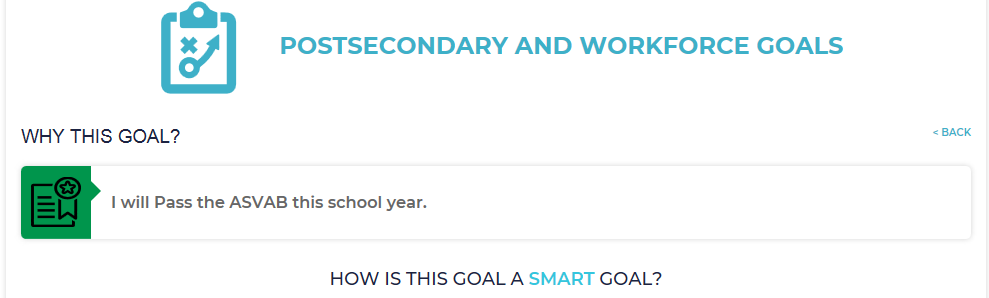 POSTSECONDARY AND WORKFORCE GOALS
WHY THIS GOAL?
< BACK
I will Pass the ASVAB this school year.
HOW IS THIS GOAL A SMART GOAL?